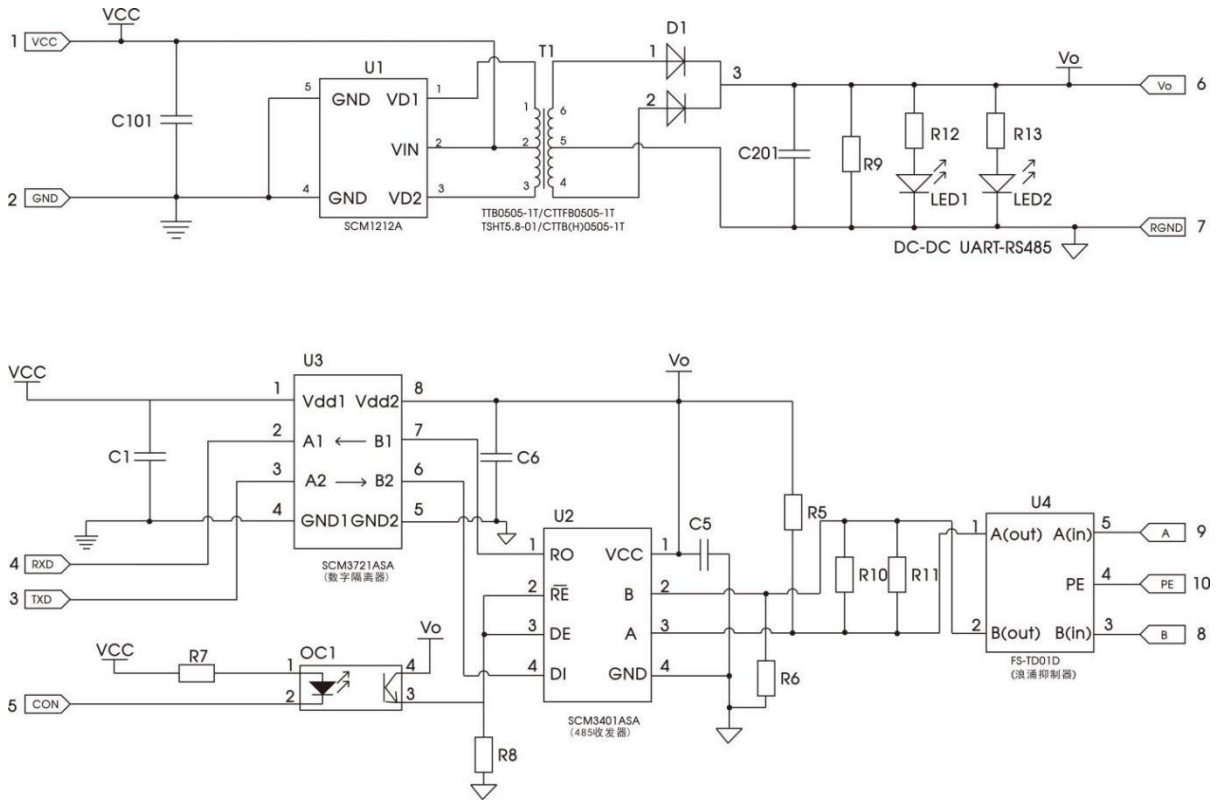 VCC
1 VCC
C101
2 GND
U1
5 GND VD1 1
VIN 2
4 GND VD2 3
SCM1212A
T1
1 6
2 5
3 4
TTB0505-1T/CTTFB0505-1T
TSHT5.8-01/CTTB(H)0505-1T
D1
1
2
3
Vo
Vo 6
C201
R9
R12
R13
LED1
LED2
RGND 7
DC-DC UART-RS485
VCC
C1
U3
1 Vdd1 Vdd2 8
2 A1 ← B1 7
3 A2 → B2 6
4 GND1 GND2 5
SCM3721ASA
(数字隔离器)
4 RXD
3 TXD
C6
Vo
U2
1 RO VCC 1
2 RE B 2
3 DE A 3
4 DI GND 4
SCM3401ASA
(485收发器)
C5
R5
R6
R10
R11
U4
1 A(out) A(in) 5
PE 4
2 B(out) B(in) 3
FS-TD01D
(浪涌抑制器)
A 9
PE 10
B 8
VCC
R7
OC1
1
2
4
3
Vo
5 CON
R8